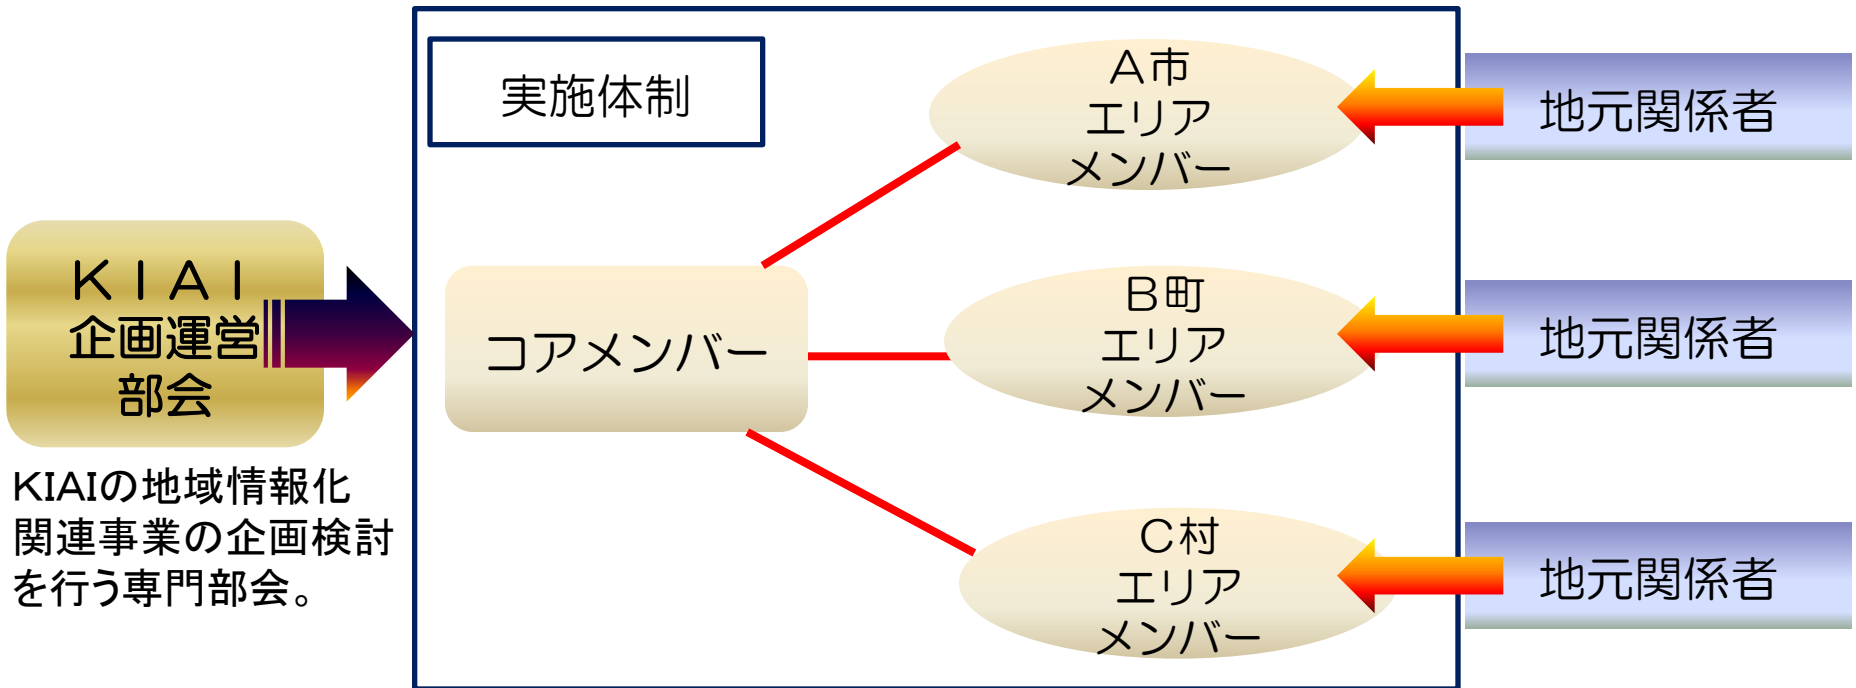 実施体制
ＫＩＡＩ
企画運営
部会
KIAIの地域情報化
関連事業の企画検討
を行う専門部会。
コアメンバー
Ａ市
エリア
メンバー
地元関係者
Ｂ町
エリア
メンバー
地元関係者
Ｃ村
エリア
メンバー
地元関係者